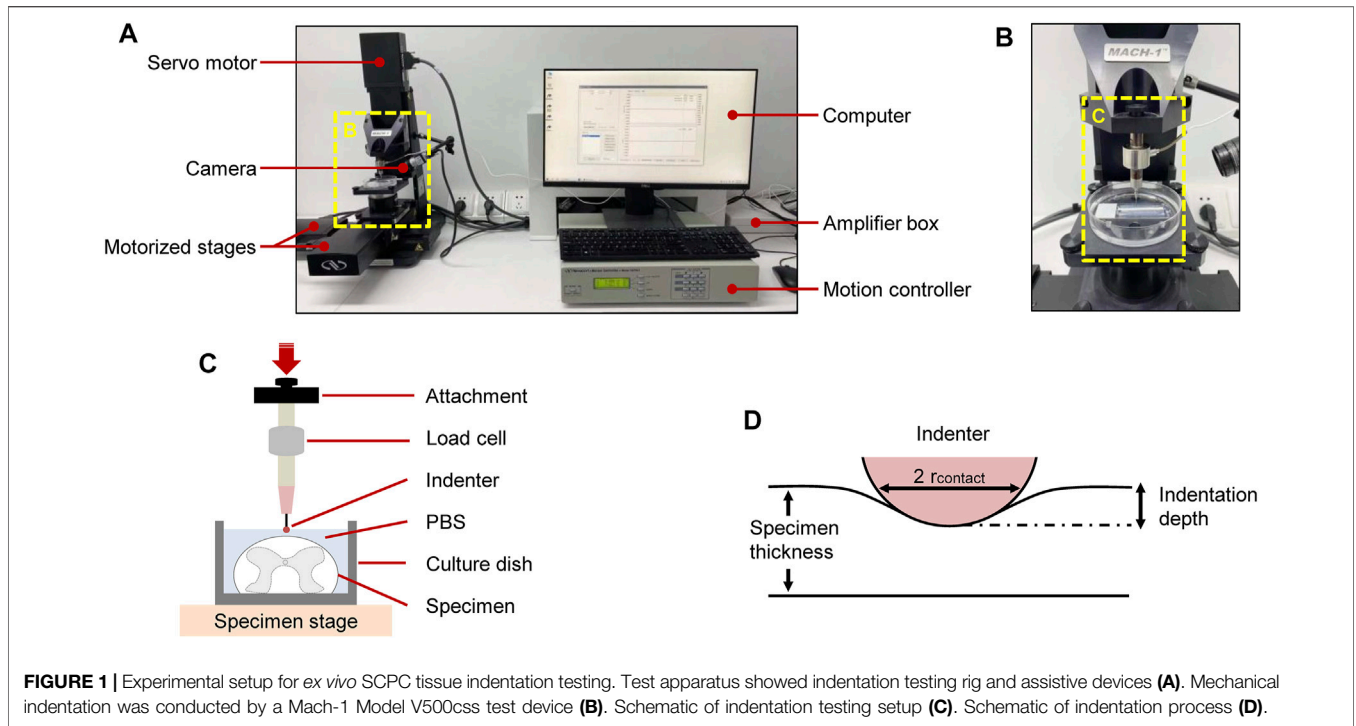 A
Servo motor
Camera
Motorized stages
B
MACH-1
Computer
Amplifier box
Motion controller
B
MACH-1
C
C
Attachment
Load cell
Indenter
PBS
Culture dish
Specimen
Specimen stage
D
Indenter
2 rcontact
Specimen
thickness
Indentation
depth
FIGURE 1 | Experimental setup for ex vivo SCPC tissue indentation testing. Test apparatus showed indentation testing rig and assistive devices (A). Mechanical
indentation was conducted by a Mach-1 Model V500css test device (B). Schematic of indentation testing setup (C). Schematic of indentation process (D).